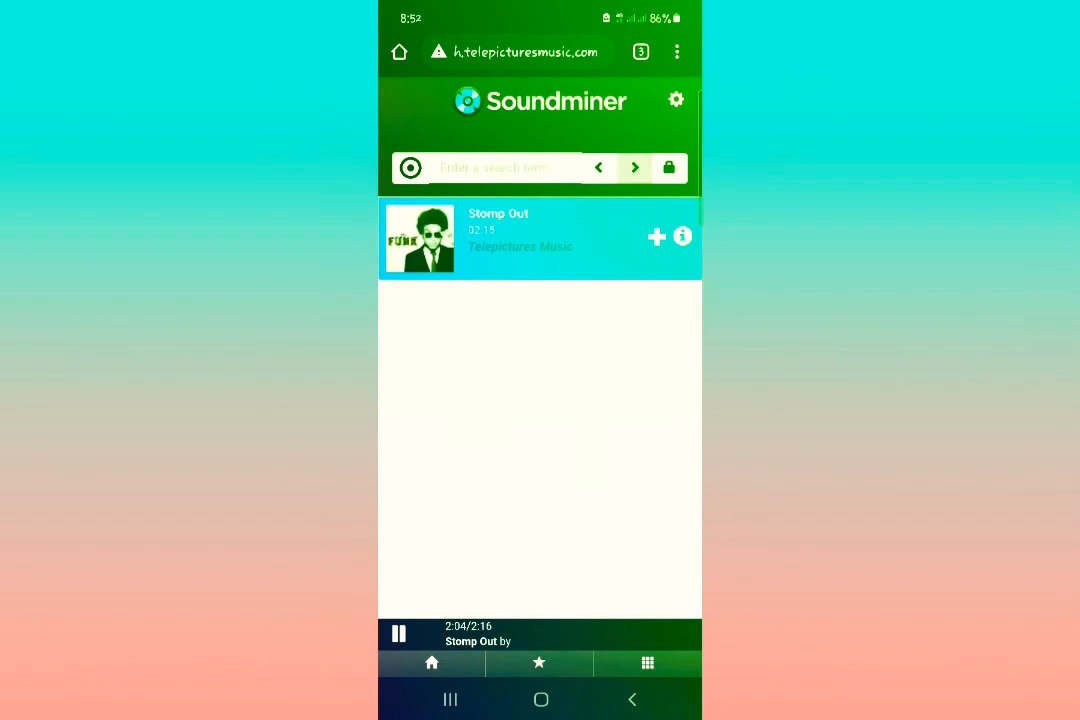 8:52
4G 86%
h.telepicturesmusic.com 3
Soundminer
Enter a search term
FUNK
Stomp Out
02:15
Telepictures Music
2:04/2:16
Stomp Out by